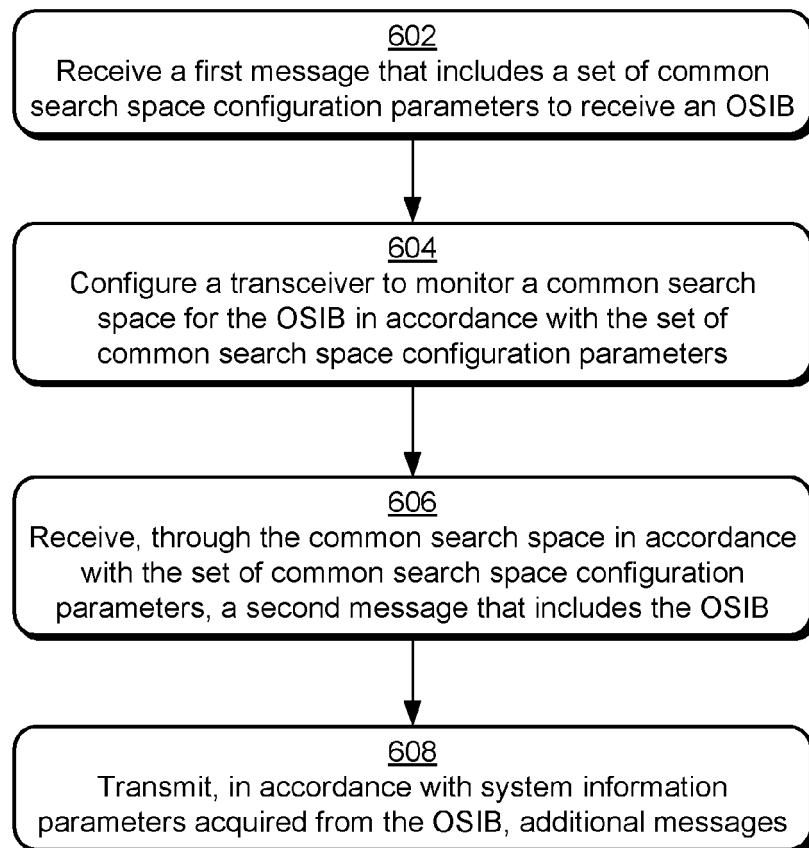 602
Receive a first message that includes a set of common
search space configuration parameters to receive an OSIB
604
Configure a transceiver to monitor a common search
space for the OSIB in accordance with the set of
common search space configuration parameters
606
Receive, through the common search space in accordance
with the set of common search space configuration
parameters, a second message that includes the OSIB
608
Transmit, in accordance with system information
parameters acquired from the OSIB, additional messages